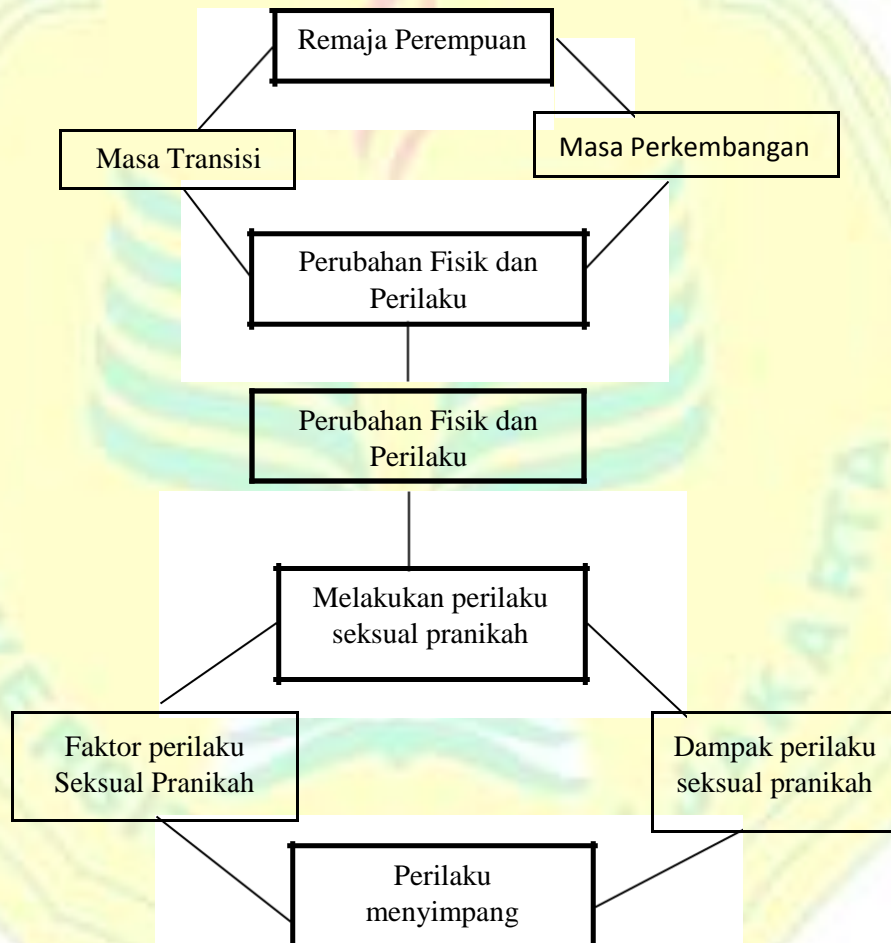 Remaja Perempuan
Masa Transisi
Masa Perkembangan
Perubahan Fisik dan
Perilaku
Perubahan Fisik dan
Perilaku
Melakukan perilaku
seksual pranikah
Faktor perilaku
Seksual Pranikah
Dampak perilaku
seksual pranikah
Perilaku
menyimpang